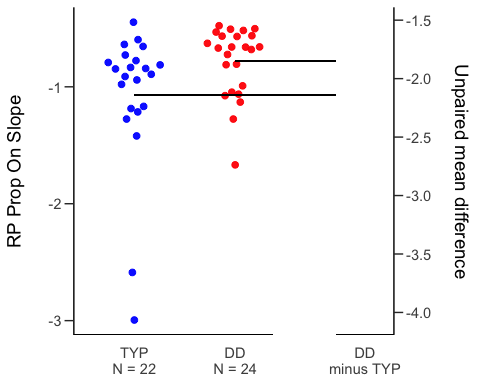 RP Prop On Slope
-1
-2
-3
TYP
N = 22
DD
N = 24
DD
minus TYP
-1.5
-2.0
-2.5
-3.0
-3.5
-4.0
Unpaired mean difference